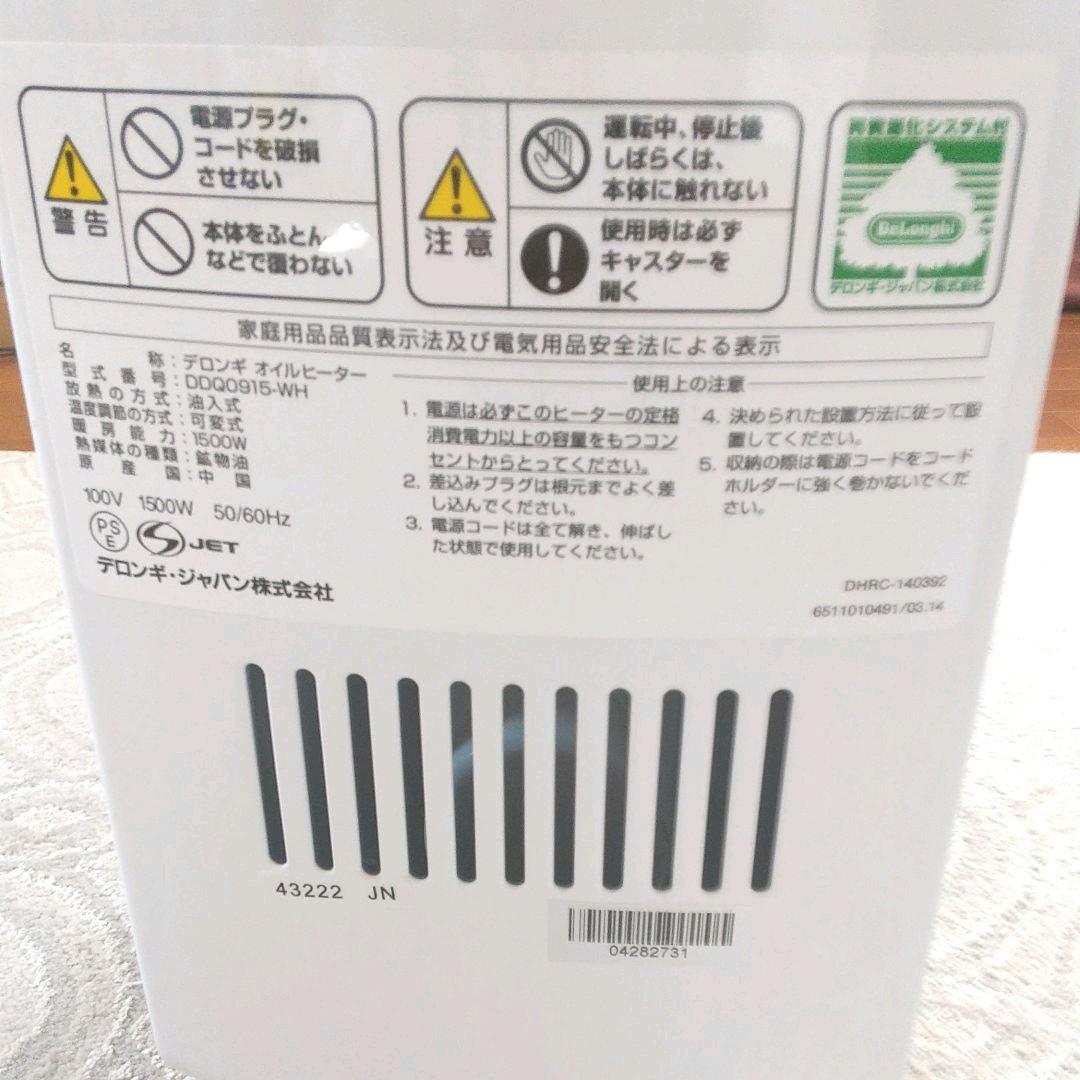 警告
電源プラグ・
コードを破損
させない
本体をふとん
などで覆わない
注意
運転中、停止後
しばらくは、
本体に触れない
使用時は必ず
キャスターを
開く
DeLonghi
デロンギ・ジャパン株式会社
家庭用品品質表示法及び電気用品安全法による表示
名称：デロンギ オイルヒーター
型式番号：DDQ0915-WH
放熱の方式：油入式
温度調節の方式：可変式
暖房能力：1500W
熱媒体の種類：鉱物油
原産国：中国
100V 1500W 50/60Hz
PS
E
JET
デロンギ・ジャパン株式会社
使用上の注意
1. 電源は必ずこのヒーターの定格
消費電力以上の容量をもつコン
セントからとってください。
2. 差込みプラグは根元までよく差
し込んでください。
3. 電源コードは全て解き、伸ばし
た状態で使用してください。
4. 決められた設置方法に従って設
置してください。
5. 収納の際は電源コードをコード
ホルダーに強く巻かないでくだ
さい。
DHRC-140392
6511010491/03.14
43222 JN
04282731